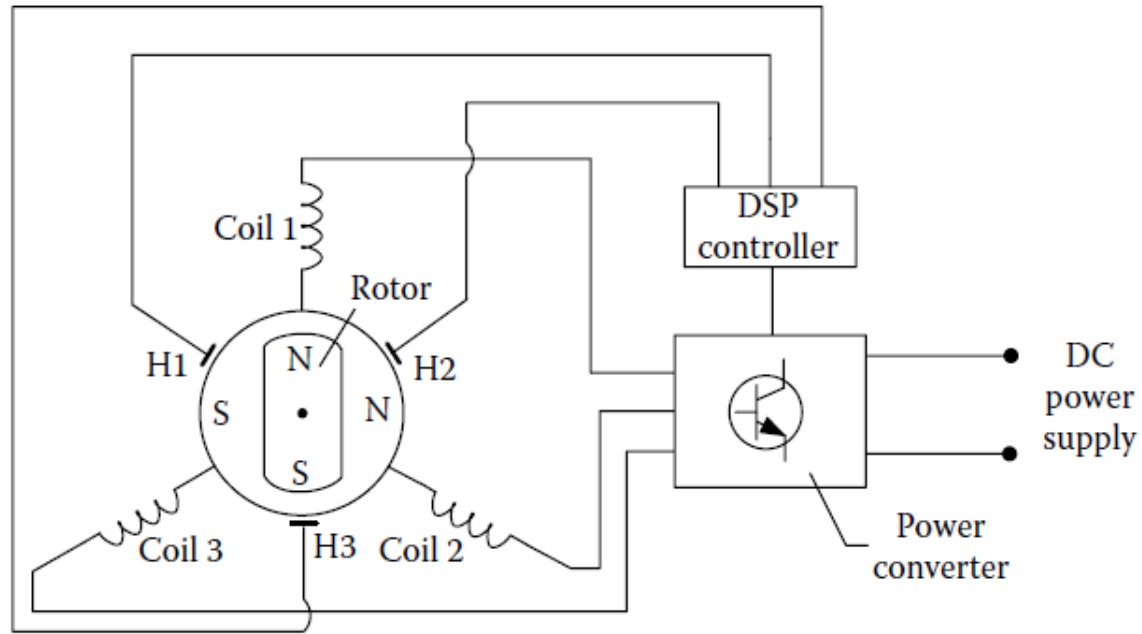 DSP
controller
Coil 1
Rotor
H1
N
H2
S
N
S
DC
power
supply
Coil 3
H3
Coil 2
Power
converter